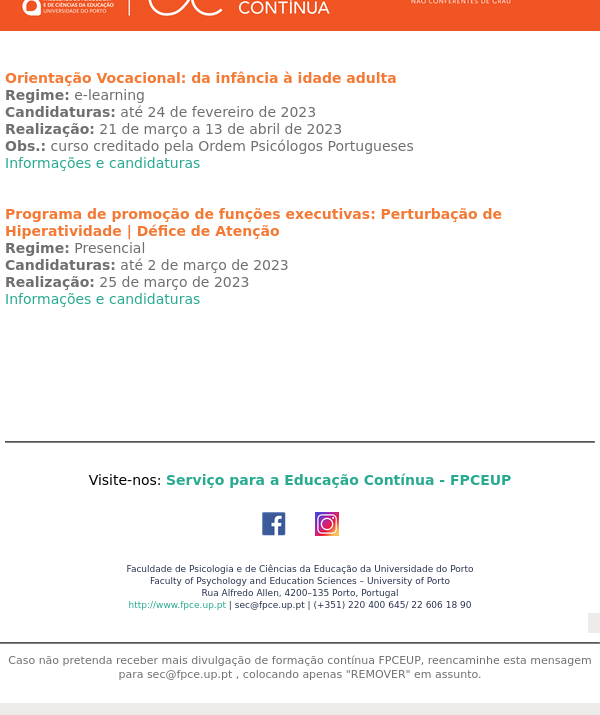 E DE CIÊNCIAS DA EDUCAÇÃO
UNIVERSIDADE DO PORTO
CONTÍNUA
NÃO CONFERENTES DE GRAU
Orientação Vocacional: da infância à idade adulta
Regime: e-learning
Candidaturas: até 24 de fevereiro de 2023
Realização: 21 de março a 13 de abril de 2023
Obs.: curso creditado pela Ordem Psicólogos Portugueses
Informações e candidaturas
Programa de promoção de funções executivas: Perturbação de
Hiperatividade | Défice de Atenção
Regime: Presencial
Candidaturas: até 2 de março de 2023
Realização: 25 de março de 2023
Informações e candidaturas
Visite-nos: Serviço para a Educação Contínua - FPCEUP
Faculdade de Psicologia e de Ciências da Educação da Universidade do Porto
Faculty of Psychology and Education Sciences – University of Porto
Rua Alfredo Allen, 4200–135 Porto, Portugal
http://www.fpce.up.pt | sec@fpce.up.pt | (+351) 220 400 645/ 22 606 18 90
Caso não pretenda receber mais divulgação de formação contínua FPCEUP, reencaminhe esta mensagem
para sec@fpce.up.pt , colocando apenas "REMOVER" em assunto.